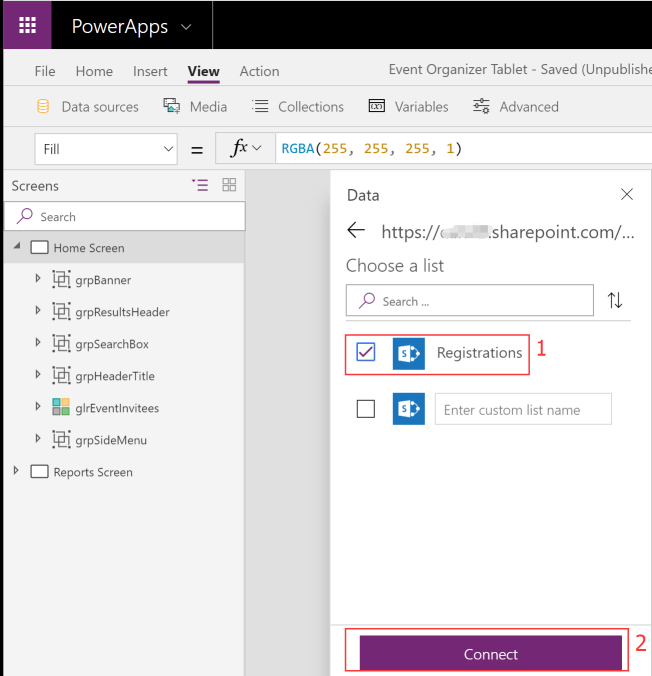 PowerApps
File Home Insert View Action Event Organizer Tablet - Saved (Unpublishe
Data sources Media Collections Variables Advanced
Fill = fx RGBA(255, 255, 255, 1)
Screens
Search
Home Screen
grpBanner
grpResultsHeader
grpSearchBox
grpHeaderTitle
glrEventInvitees
grpSideMenu
Reports Screen
Data
https://.sharepoint.com/...
Choose a list
Search ...
Registrations 1
Enter custom list name
Connect 2